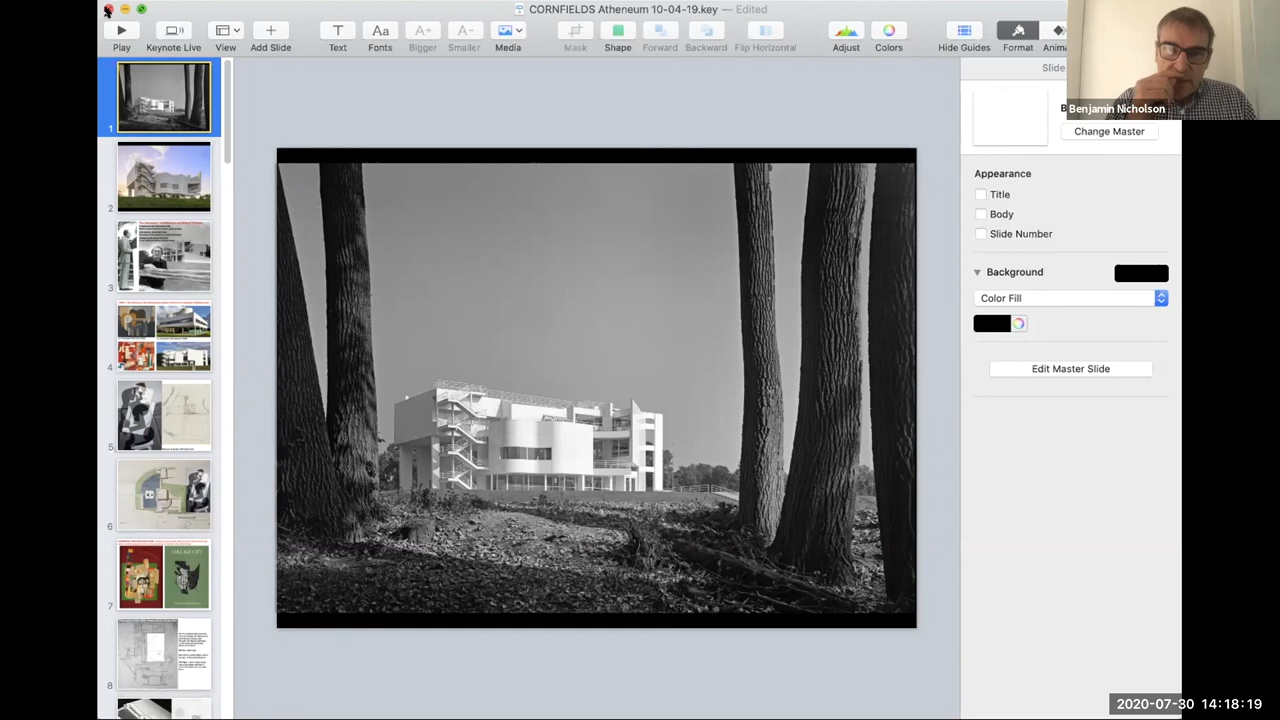 CORNFIELDS Atheneum 10-04-19.key — Edited
Play
Keynote Live
View
Add Slide
Text
Fonts
Bigger
Smaller
Media
Mask
Shape
Forward
Backward
Flip Horizontal
Adjust
Colors
Hide Guides
Format
Anima
Slide
Benjamin Nicholson
Change Master
Appearance
Title
Body
Slide Number
Background
Color Fill
Edit Master Slide
1
2
3
4
5
6
7
8
COLLAGE CITY
2020-07-30 14:18:19